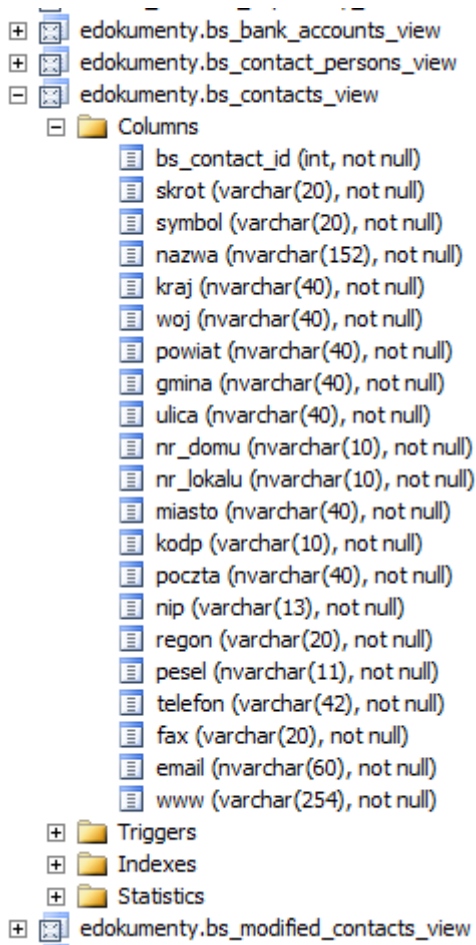 edokumenty.bs_bank_accounts_view
edokumenty.bs_contact_persons_view
edokumenty.bs_contacts_view
Columns
bs_contact_id (int, not null)
skrot (varchar(20), not null)
symbol (varchar(20), not null)
nazwa (nvarchar(152), not null)
kraj (nvarchar(40), not null)
woj (nvarchar(40), not null)
powiat (nvarchar(40), not null)
gmina (nvarchar(40), not null)
ulica (nvarchar(40), not null)
nr_domu (nvarchar(10), not null)
nr_lokalu (nvarchar(10), not null)
miasto (nvarchar(40), not null)
kodp (varchar(10), not null)
poczta (nvarchar(40), not null)
nip (varchar(13), not null)
regon (varchar(20), not null)
pesel (nvarchar(11), not null)
telefon (varchar(42), not null)
fax (varchar(20), not null)
email (nvarchar(60), not null)
www (varchar(254), not null)
Triggers
Indexes
Statistics
edokumenty.bs_modified_contacts_view